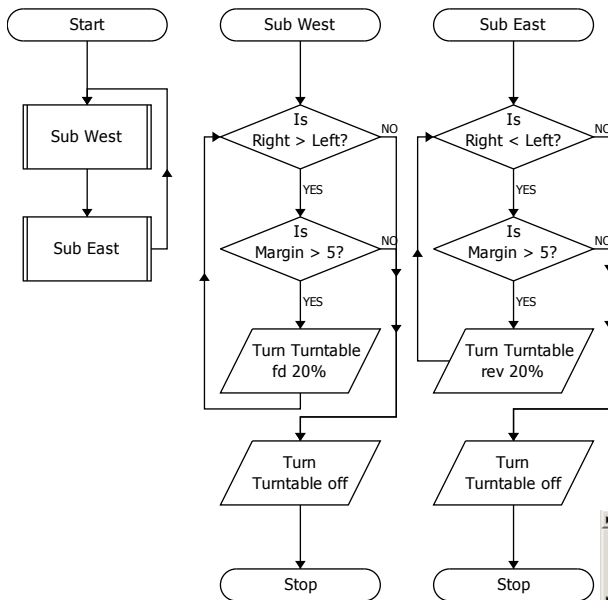 Start
Sub West
Sub East
Sub West
Is
Right > Left?
NO
YES
Is
Margin > 5?
NO
YES
Turn Turntable
fd 20%
Turn
Turntable off
Stop
Sub East
Is
Right < Left?
NO
YES
Is
Margin > 5?
NO
YES
Turn Turntable
rev 20%
Turn
Turntable off
Stop